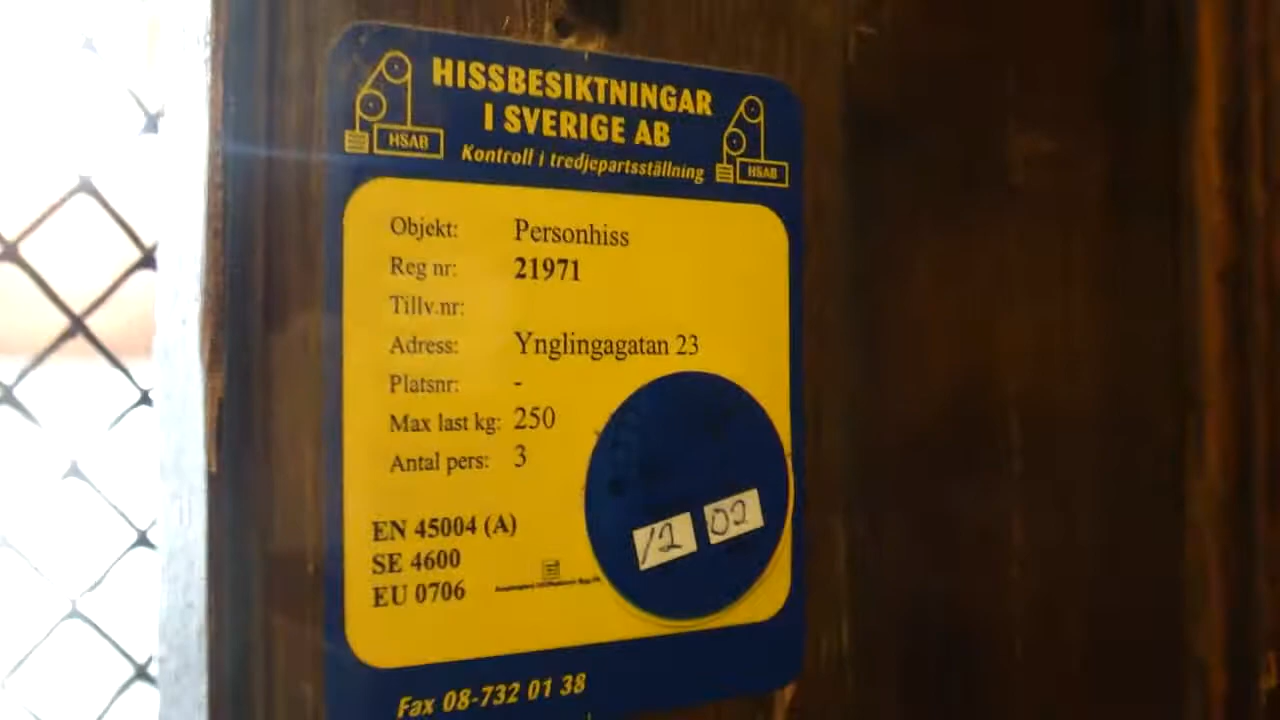 HISSBESIKTNINGAR
I SVERIGE AB
Kontroll i tredjepartsställning
HSAB
HSAB
Objekt: Personhiss
Reg nr: 21971
Tillv.nr:
Adress: Ynglingagatan 23
Platsnr: -
Max last kg: 250
Antal pers: 3
12 02
EN 45004 (A)
SE 4600
EU 0706
Fax 08-732 01 38